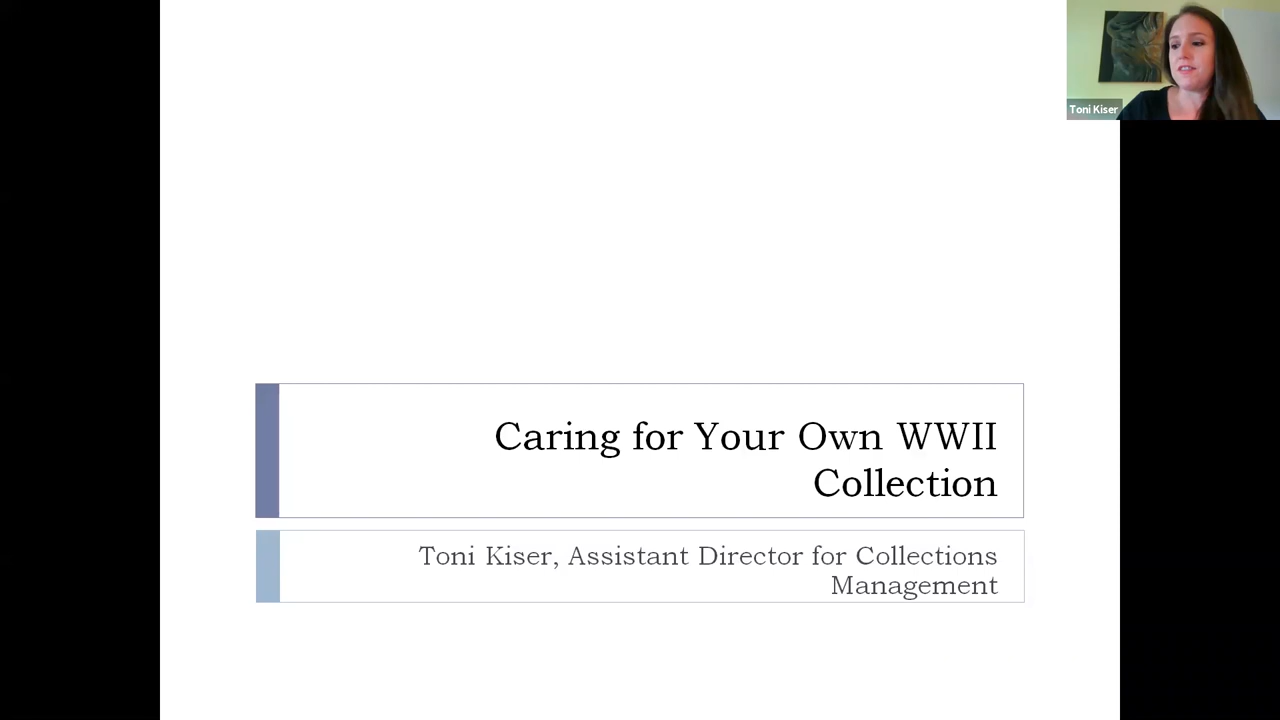 Toni Kiser
Caring for Your Own WWII
Collection
Toni Kiser, Assistant Director for Collections
Management